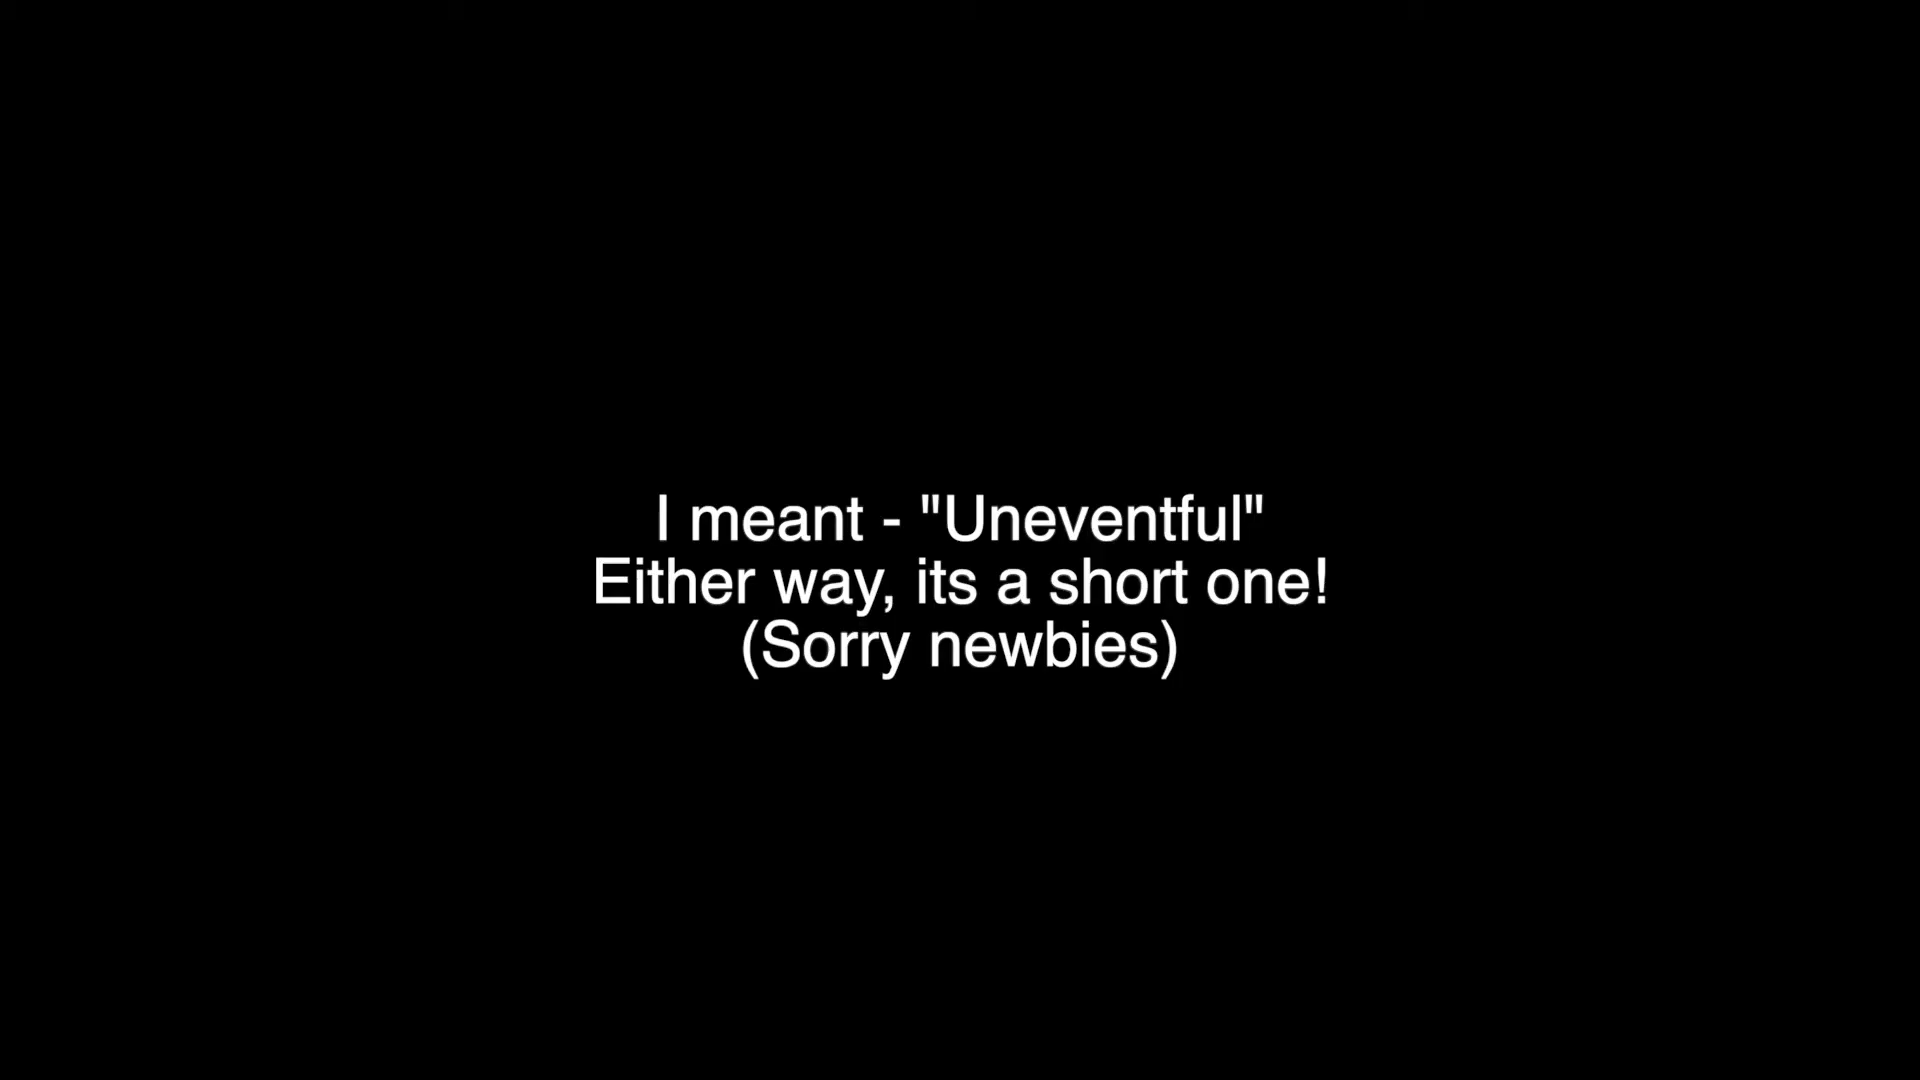 I meant - "Uneventful"
Either way, its a short one!
(Sorry newbies)